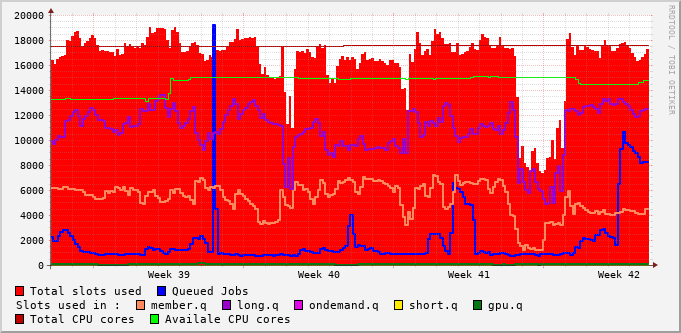 20000
18000
16000
14000
12000
10000
8000
6000
4000
2000
0
Week 39 Week 40 Week 41 Week 42
RRDTOOL / TOBI OETIKER
Total slots used Queued Jobs
Slots used in : member.q long.q ondemand.q short.q gpu.q
Total CPU cores Availale CPU cores